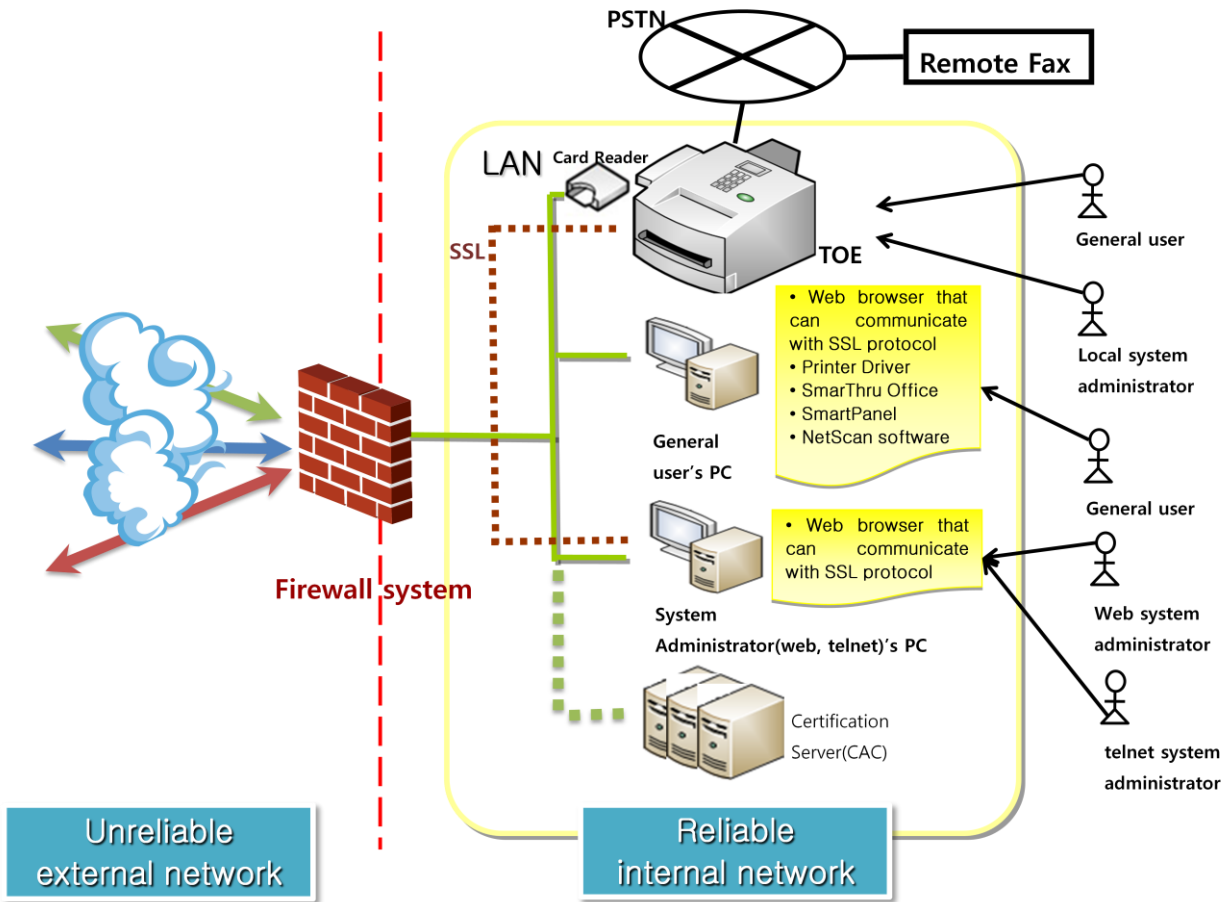 PSTN
Remote Fax
LAN
Card Reader
SSL
TOE
General user
• Web browser that
can communicate
with SSL protocol
• Printer Driver
• SmarThru Office
• SmartPanel
• NetScan software
Local system
administrator
General
user's PC
General user
Firewall system
• Web browser that
can communicate
with SSL protocol
System
Administrator(web, telnet)'s PC
Web system
administrator
Certification
Server(CAC)
telnet system
administrator
Unreliable
external network
Reliable
internal network